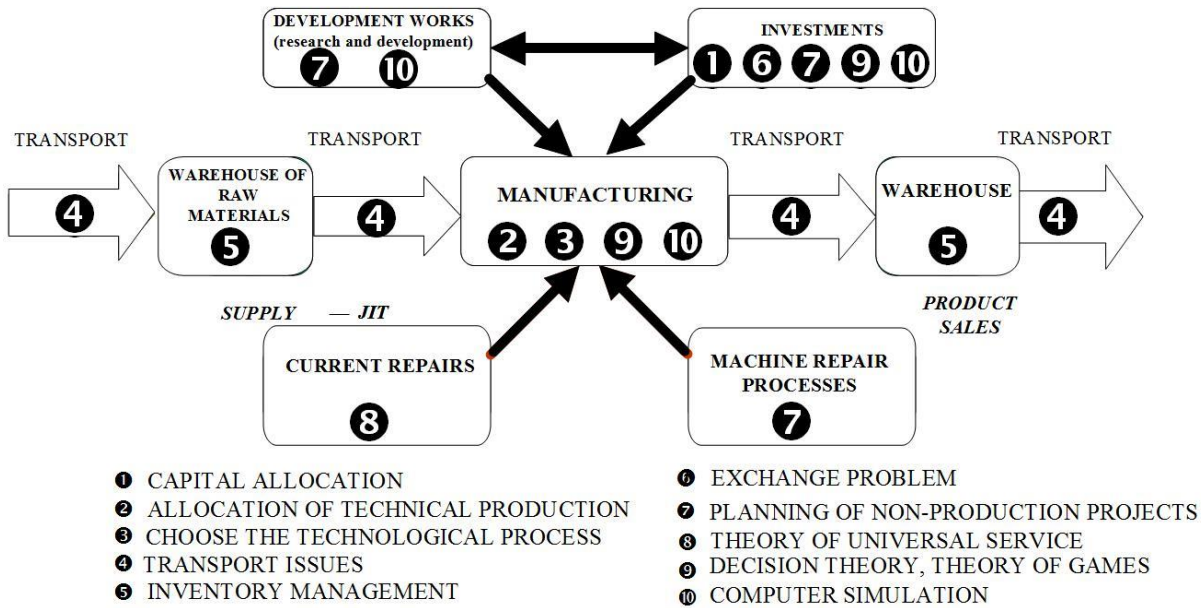 DEVELOPMENT WORKS
(research and development)
7 10
INVESTMENTS
1 6 7 9 10
TRANSPORT
4
WAREHOUSE OF
RAW
MATERIALS
5
TRANSPORT
4
MANUFACTURING
2 3 9 10
TRANSPORT
4
WAREHOUSE
5
TRANSPORT
4
SUPPLY — JIT
PRODUCT
SALES
CURRENT REPAIRS
8
MACHINE REPAIR
PROCESSES
7
1 CAPITAL ALLOCATION
2 ALLOCATION OF TECHNICAL PRODUCTION
3 CHOOSE THE TECHNOLOGICAL PROCESS
4 TRANSPORT ISSUES
5 INVENTORY MANAGEMENT
6 EXCHANGE PROBLEM
7 PLANNING OF NON-PRODUCTION PROJECTS
8 THEORY OF UNIVERSAL SERVICE
9 DECISION THEORY, THEORY OF GAMES
10 COMPUTER SIMULATION